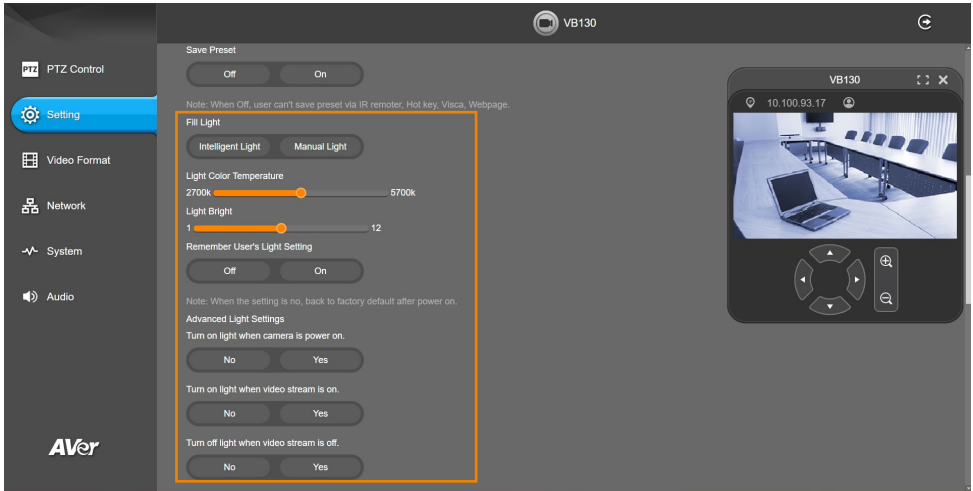 VB130
PTZ PTZ Control
Setting
Video Format
Network
System
Audio
AVer
Save Preset
Off On
Note: When Off, user can't save preset via IR remoter, Hot key, Visca, Webpage.
Fill Light
Intelligent Light Manual Light
Light Color Temperature
2700k 5700k
Light Bright
1 12
Remember User's Light Setting
Off On
Note: When the setting is no, back to factory default after power on.
Advanced Light Settings
Turn on light when camera is power on.
No Yes
Turn on light when video stream is on.
No Yes
Turn off light when video stream is off.
No Yes
VB130
10.100.93.17